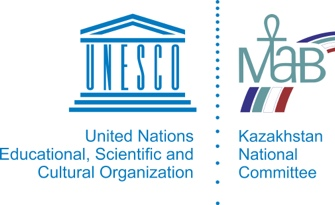 UNESCO
United Nations
Educational, Scientific and
Cultural Organization
MaB
Kazakhstan
National
Committee